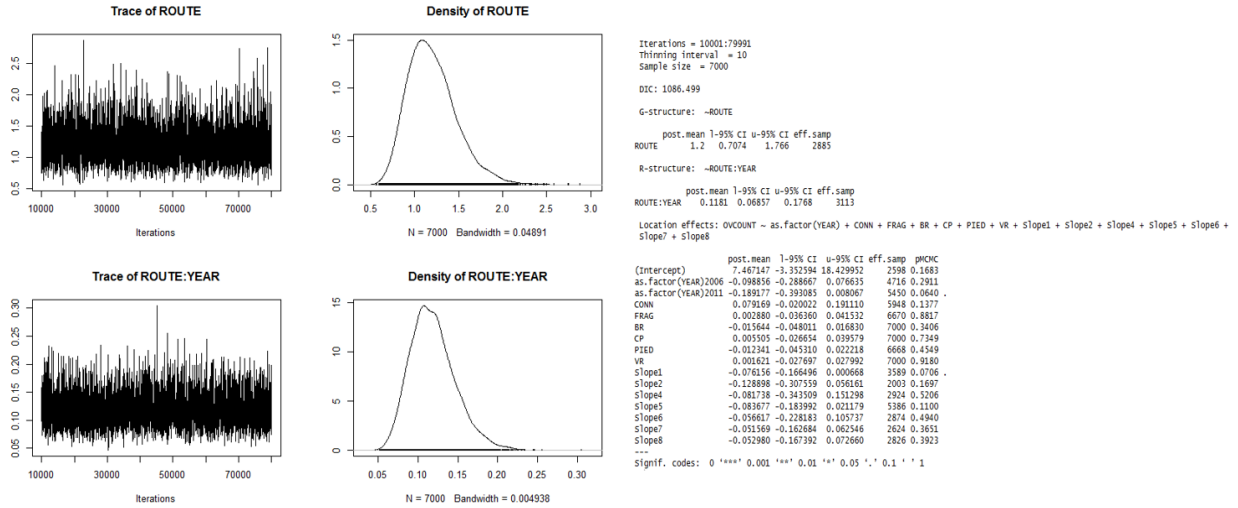 Trace of ROUTE
2.5
2.0
1.5
1.0
0.5
10000 30000 50000 70000
Iterations
Density of ROUTE
1.5
1.0
0.5
0.0
0.5 1.0 1.5 2.0 2.5 3.0
N = 7000 Bandwidth = 0.04891
Trace of ROUTE:YEAR
0.30
0.25
0.20
0.15
0.10
0.05
10000 30000 50000 70000
Iterations
Density of ROUTE:YEAR
15
10
5
0
0.05 0.10 0.15 0.20 0.25 0.30
N = 7000 Bandwidth = 0.004938
Iterations = 10001:79991
Thinning interval = 10
Sample size = 7000
DIC: 1086.499
G-structure: ~ROUTE
post.mean l-95% CI u-95% CI eff.samp
ROUTE 1.2 0.7074 1.766 2885
R-structure: ~ROUTE:YEAR
post.mean l-95% CI u-95% CI eff.samp
ROUTE:YEAR 0.1181 0.06857 0.1768 3113
Location effects: OVCOUNT ~ as.factor(YEAR) + CONN + FRAG + BR + CP + PIED + VR + Slope1 + Slope2 + Slope4 + Slope5 + Slope6 +
Slope7 + Slope8
post.mean l-95% CI u-95% CI eff.samp pMCMC
(Intercept) 7.467147 -3.352594 18.429952 2598 0.1683
as.factor(YEAR)2006 -0.098856 -0.288667 0.076635 4716 0.2911
as.factor(YEAR)2011 -0.189177 -0.393085 0.008067 5450 0.0640 .
CONN 0.079169 -0.020022 0.191110 5948 0.1377
FRAG 0.002880 -0.036360 0.041532 6670 0.8817
BR -0.015644 -0.048011 0.016830 7000 0.3406
CP 0.005505 -0.026654 0.039579 7000 0.7349
PIED -0.012341 -0.045310 0.022218 6668 0.4549
VR 0.001621 -0.027697 0.027992 7000 0.9180
Slope1 -0.076156 -0.166496 0.000668 3589 0.0706 .
Slope2 -0.128898 -0.307559 0.056161 2003 0.1697
Slope4 -0.081738 -0.343509 0.151298 2924 0.5206
Slope5 -0.083677 -0.183992 0.021179 5386 0.1100
Slope6 -0.056617 -0.228183 0.105737 2874 0.4940
Slope7 -0.051569 -0.162684 0.062546 2624 0.3651
Slope8 -0.052980 -0.167392 0.072660 2826 0.3923
---
Signif. codes: 0 ‘***’ 0.001 ‘**’ 0.01 ‘*’ 0.05 ‘.’ 0.1 ‘ ’ 1